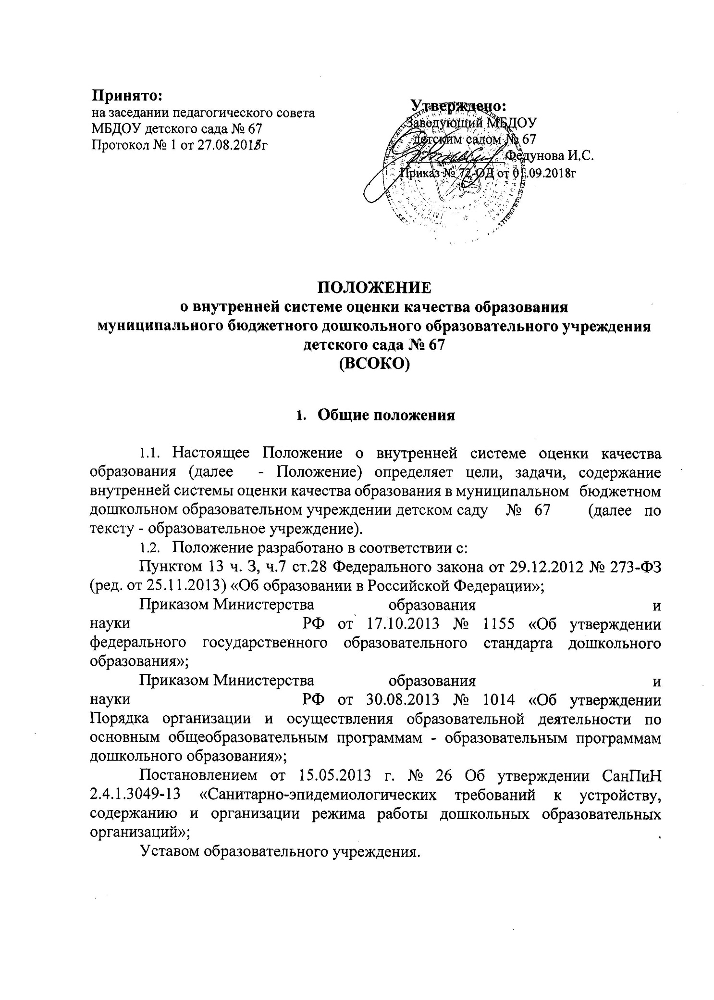 Принято:
на заседании педагогического совета
МБДОУ детского сада № 67
Протокол № 1 от 27.08.2018г
Утверждено:
Заведующий МБДОУ
детским садом № 67
Федунова И.С.
Приказ № 72-ОД от 01.09.2018г
ПОЛОЖЕНИЕ
о внутренней системе оценки качества образования
муниципального бюджетного дошкольного образовательного учреждения
детского сада № 67
(ВСОКО)
1. Общие положения
1.1. Настоящее Положение о внутренней системе оценки качества
образования (далее - Положение) определяет цели, задачи, содержание
внутренней системы оценки качества образования в муниципальном бюджетном
дошкольном образовательном учреждении детском саду № 67 (далее по
тексту - образовательное учреждение).
1.2. Положение разработано в соответствии с:
Пунктом 13 ч. 3, ч.7 ст.28 Федерального закона от 29.12.2012 № 273-ФЗ
(ред. от 25.11.2013) «Об образовании в Российской Федерации»;
Приказом Министерства образования и
науки РФ от 17.10.2013 № 1155 «Об утверждении
федерального государственного образовательного стандарта дошкольного
образования»;
Приказом Министерства образования и
науки РФ от 30.08.2013 № 1014 «Об утверждении
Порядка организации и осуществления образовательной деятельности по
основным общеобразовательным программам - образовательным программам
дошкольного образования»;
Постановлением от 15.05.2013 г. № 26 Об утверждении СанПиН
2.4.1.3049-13 «Санитарно-эпидемиологических требований к устройству,
содержанию и организации режима работы дошкольных образовательных
организаций»;
Уставом образовательного учреждения.